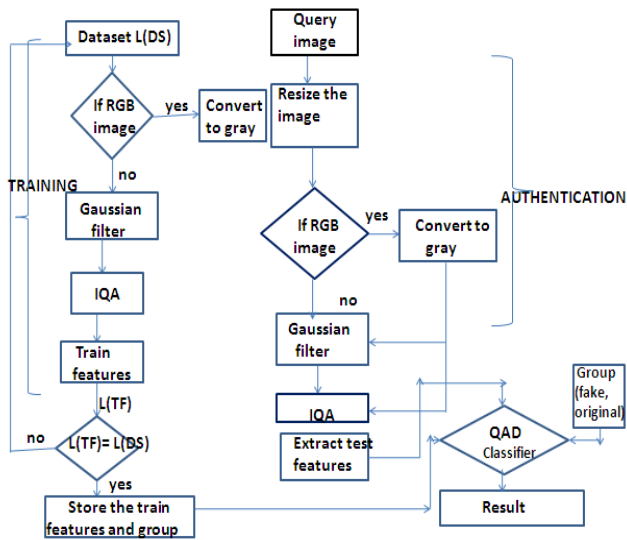 Dataset L(DS)
If RGB
image
yes
Convert
to gray
no
TRAINING
Gaussian
filter
IQA
Train
features
L(TF)
no
L(TF)= L(DS)
yes
Store the train
features and group
Query
image
Resize the
image
If RGB
image
yes
Convert to
gray
AUTHENTICATION
no
Gaussian
filter
IQA
Extract test
features
Group
(fake,
original)
QAD
Classifier
Result